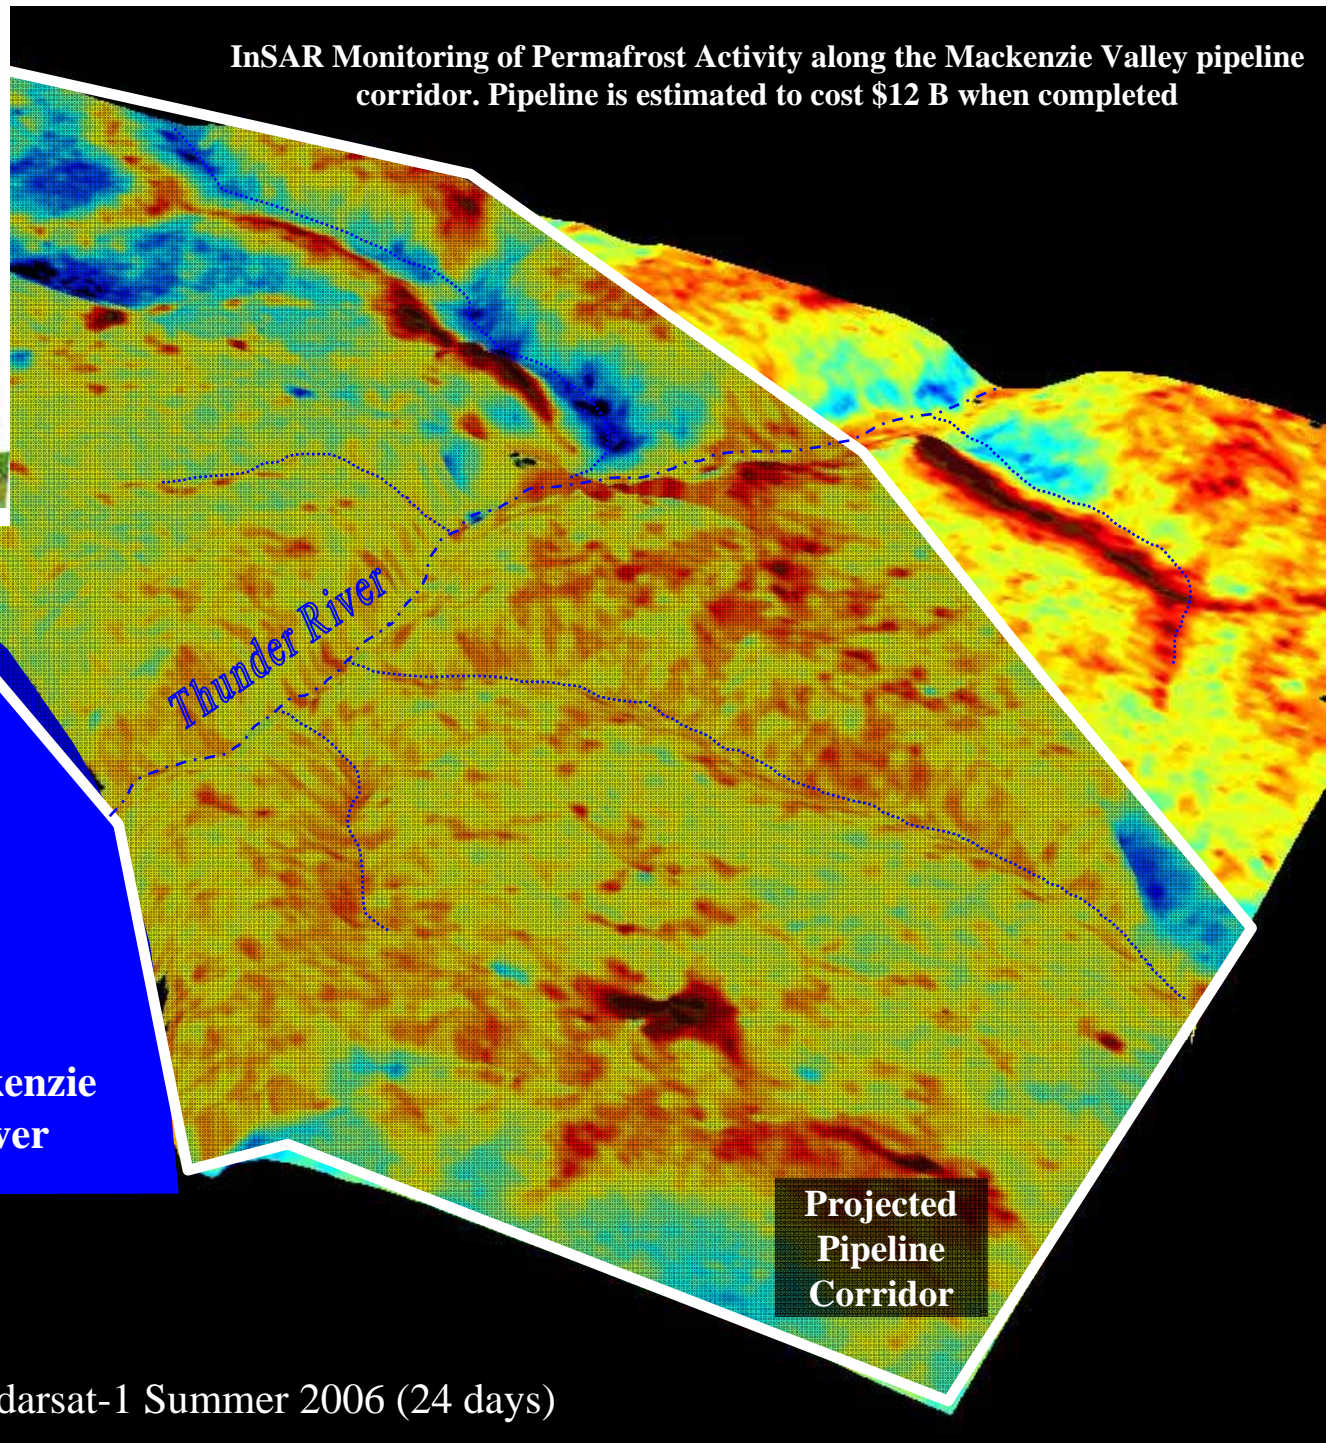 InSAR Monitoring of Permafrost Activity along the Mackenzie Valley pipeline
corridor. Pipeline is estimated to cost $12 B when completed
Thunder River
kenzie
ver
Projected
Pipeline
Corridor
darsat-1 Summer 2006 (24 days)